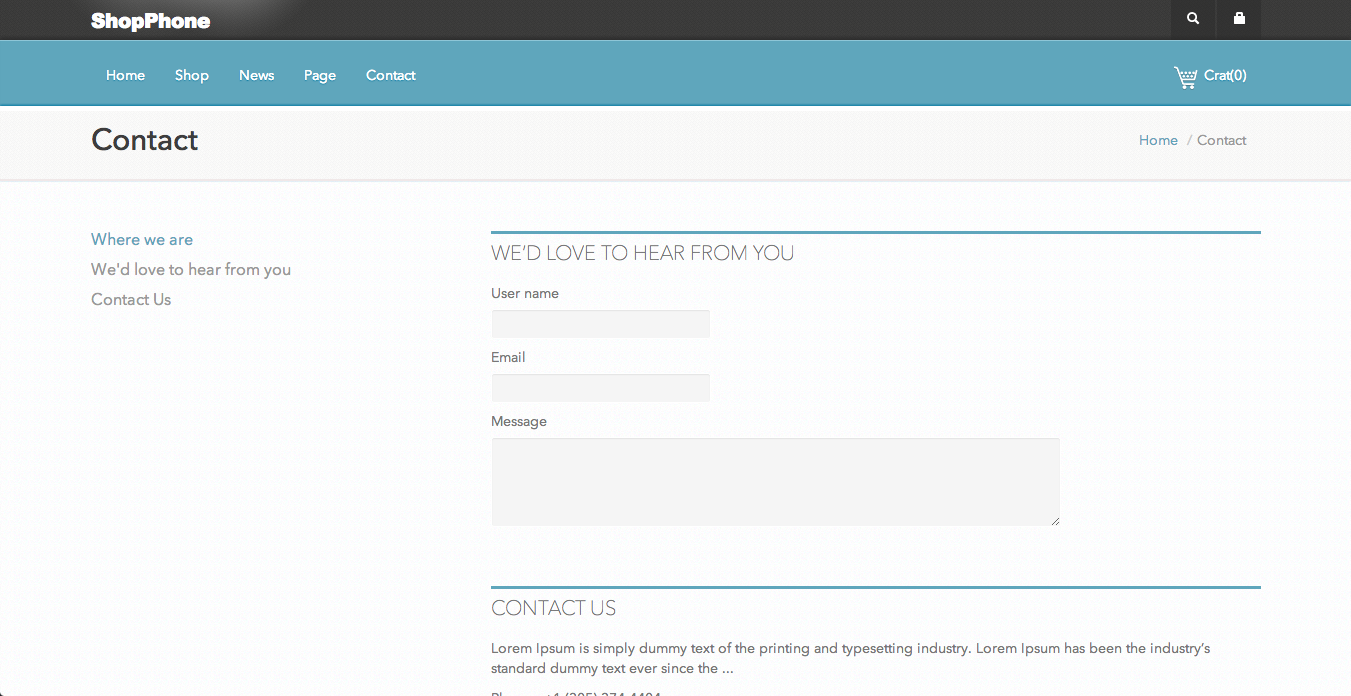 ShopPhone
Home Shop News Page Contact Crat(0)
Contact
Home / Contact
Where we are
We'd love to hear from you
Contact Us
WE’D LOVE TO HEAR FROM YOU
User name
Email
Message
CONTACT US
Lorem Ipsum is simply dummy text of the printing and typesetting industry. Lorem Ipsum has been the industry’s
standard dummy text ever since the ...